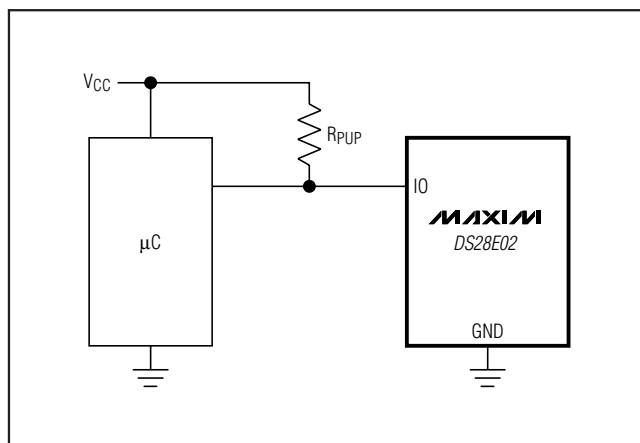 VCC
RPUP
IO
MAXIM
DS28E02
µC
GND